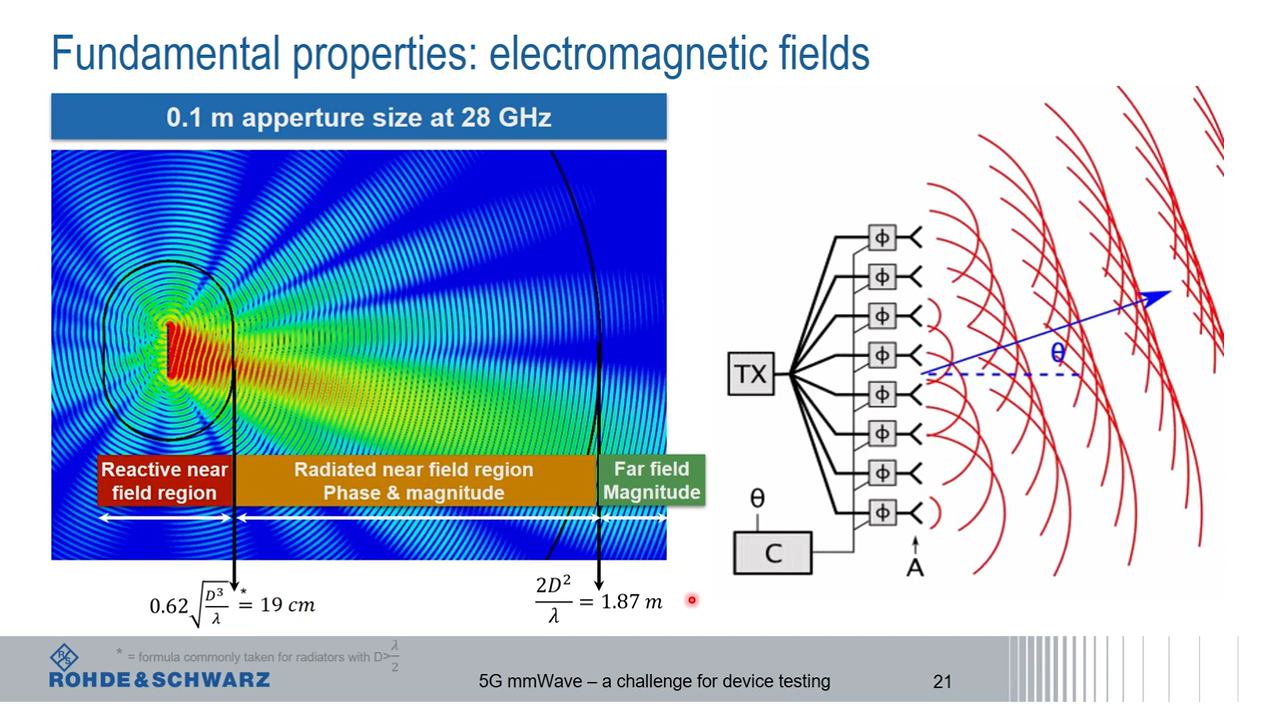 Fundamental properties: electromagnetic fields
0.1 m apperture size at 28 GHz
Reactive near
field region
Radiated near field region
Phase & magnitude
Far field
Magnitude
0.62√(D³/λ)* = 19 cm
2D²/λ = 1.87 m
TX
ϕ
ϕ
ϕ
ϕ
ϕ
ϕ
ϕ
ϕ
θ
θ
C
A
* = formula commonly taken for radiators with D>λ/2
R&S
ROHDE & SCHWARZ
5G mmWave – a challenge for device testing
21